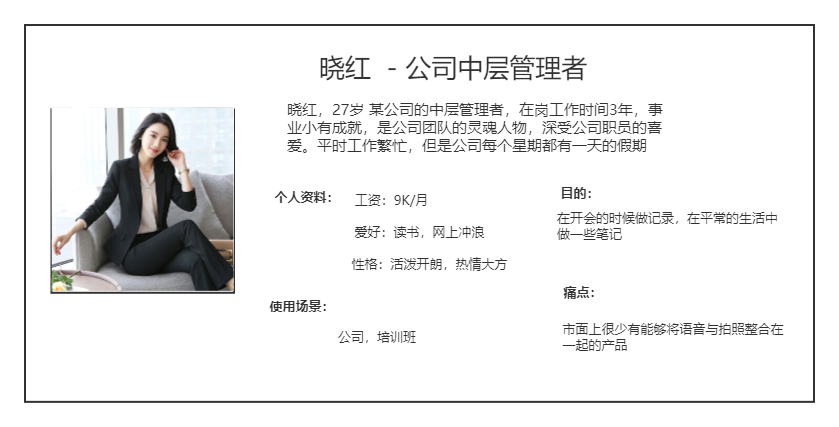 晓红 - 公司中层管理者
晓红，27岁 某公司的中层管理者，在岗工作时间3年，事
业小有成就，是公司团队的灵魂人物，深受公司职员的喜
爱。平时工作繁忙，但是公司每个星期都有一天的假期
个人资料：
工资：9K/月
爱好：读书，网上冲浪
性格：活泼开朗，热情大方
目的：
在开会的时候做记录，在平常的生活中
做一些笔记
使用场景：
公司，培训班
痛点：
市面上很少有能够将语音与拍照整合在
一起的产品